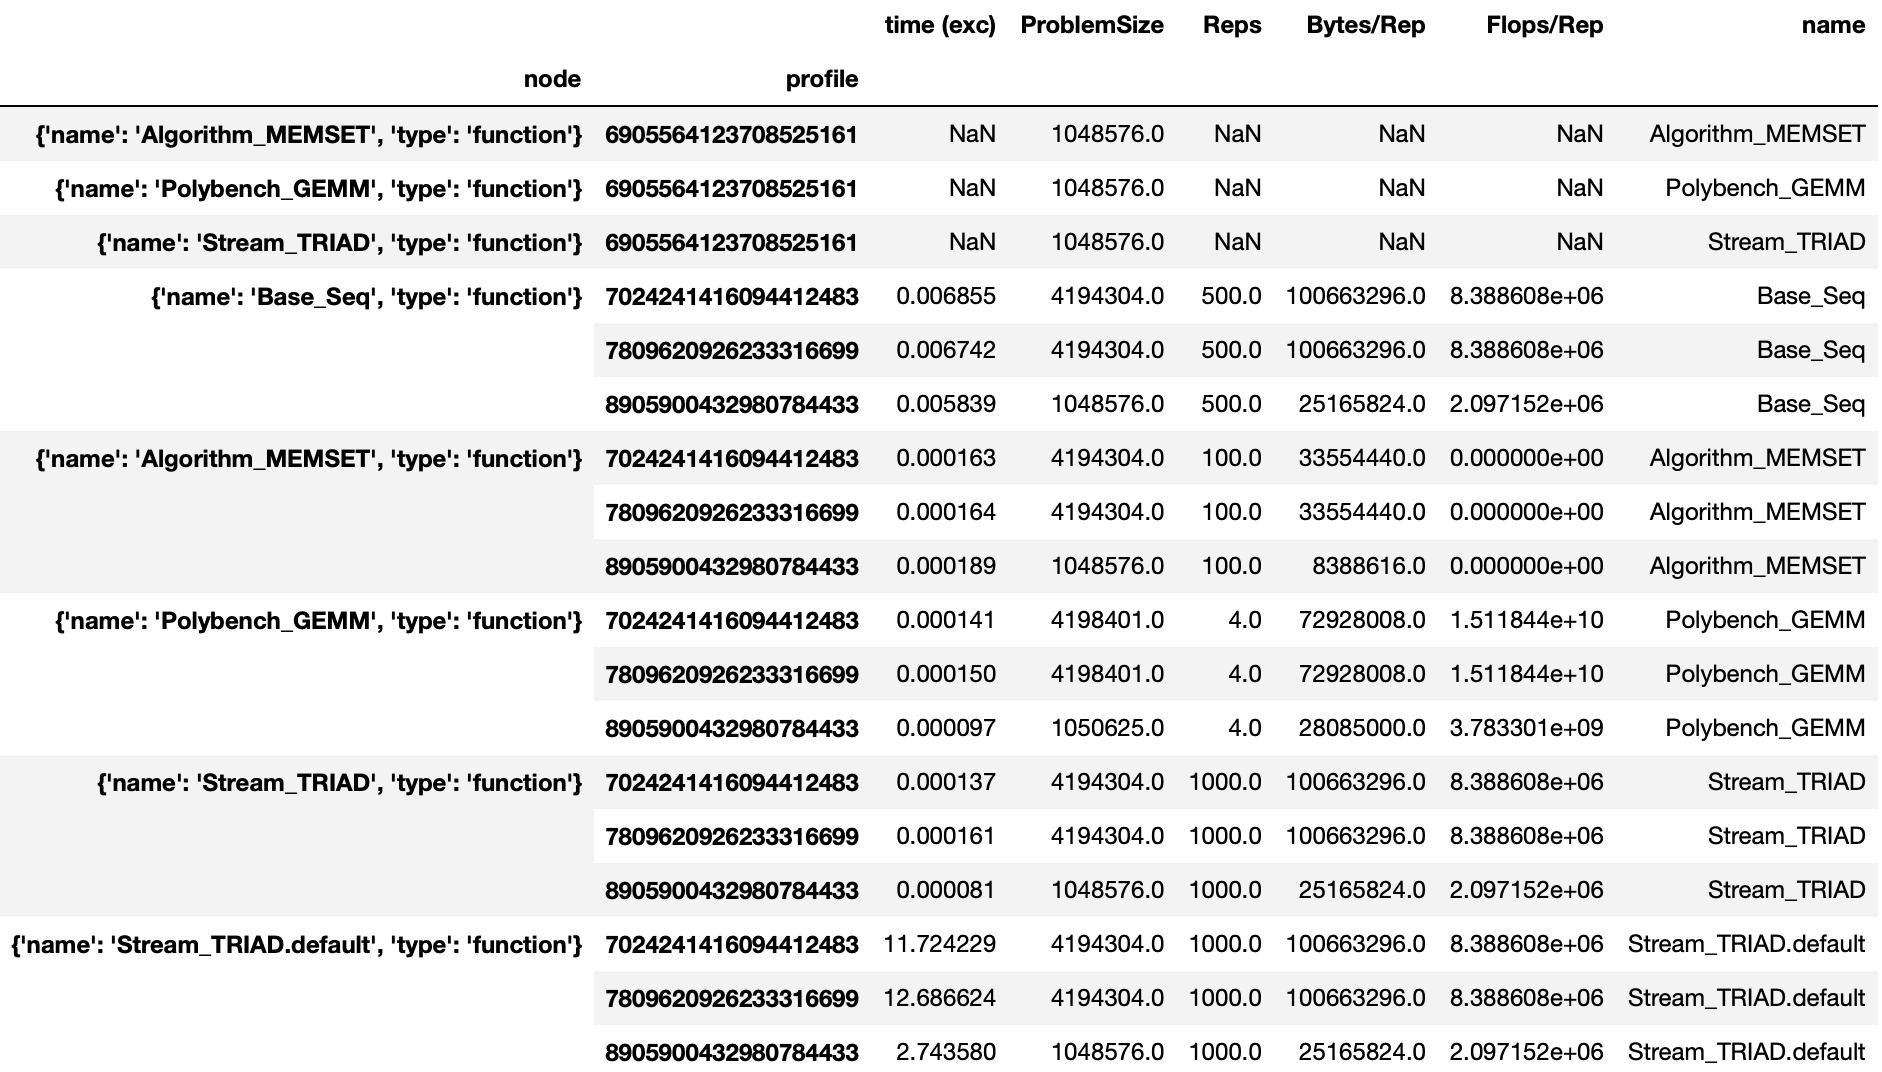 time (exc) ProblemSize Reps Bytes/Rep Flops/Rep name
node profile
{'name': 'Algorithm_MEMSET', 'type': 'function'} 6905564123708525161 NaN 1048576.0 NaN NaN NaN Algorithm_MEMSET
{'name': 'Polybench_GEMM', 'type': 'function'} 6905564123708525161 NaN 1048576.0 NaN NaN NaN Polybench_GEMM
{'name': 'Stream_TRIAD', 'type': 'function'} 6905564123708525161 NaN 1048576.0 NaN NaN NaN Stream_TRIAD
{'name': 'Base_Seq', 'type': 'function'} 7024241416094412483 0.006855 4194304.0 500.0 100663296.0 8.388608e+06 Base_Seq
7809620926233316699 0.006742 4194304.0 500.0 100663296.0 8.388608e+06 Base_Seq
8905900432980784433 0.005839 1048576.0 500.0 25165824.0 2.097152e+06 Base_Seq
{'name': 'Algorithm_MEMSET', 'type': 'function'} 7024241416094412483 0.000163 4194304.0 100.0 33554440.0 0.000000e+00 Algorithm_MEMSET
7809620926233316699 0.000164 4194304.0 100.0 33554440.0 0.000000e+00 Algorithm_MEMSET
8905900432980784433 0.000189 1048576.0 100.0 8388616.0 0.000000e+00 Algorithm_MEMSET
{'name': 'Polybench_GEMM', 'type': 'function'} 7024241416094412483 0.000141 4198401.0 4.0 72928008.0 1.511844e+10 Polybench_GEMM
7809620926233316699 0.000150 4198401.0 4.0 72928008.0 1.511844e+10 Polybench_GEMM
8905900432980784433 0.000097 1050625.0 4.0 28085000.0 3.783301e+09 Polybench_GEMM
{'name': 'Stream_TRIAD', 'type': 'function'} 7024241416094412483 0.000137 4194304.0 1000.0 100663296.0 8.388608e+06 Stream_TRIAD
7809620926233316699 0.000161 4194304.0 1000.0 100663296.0 8.388608e+06 Stream_TRIAD
8905900432980784433 0.000081 1048576.0 1000.0 25165824.0 2.097152e+06 Stream_TRIAD
{'name': 'Stream_TRIAD.default', 'type': 'function'} 7024241416094412483 11.724229 4194304.0 1000.0 100663296.0 8.388608e+06 Stream_TRIAD.default
7809620926233316699 12.686624 4194304.0 1000.0 100663296.0 8.388608e+06 Stream_TRIAD.default
8905900432980784433 2.743580 1048576.0 1000.0 25165824.0 2.097152e+06 Stream_TRIAD.default